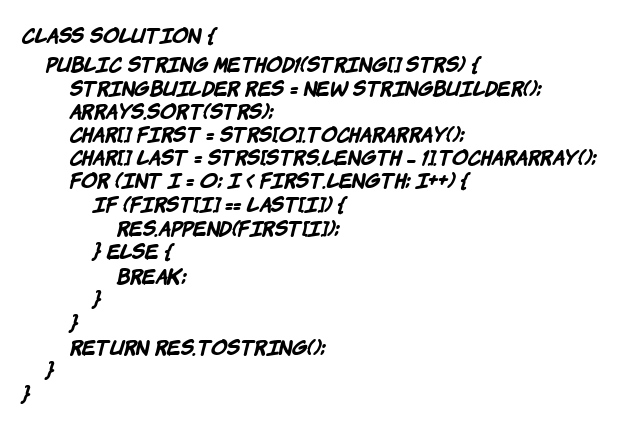 CLASS SOLUTION {
PUBLIC STRING METHOD1(STRING[] STRS) {
STRINGBUILDER RES = NEW STRINGBUILDER();
ARRAYS.SORT(STRS);
CHAR[] FIRST = STRS[0].TOCHARARRAY();
CHAR[] LAST = STRS[STRS.LENGTH - 1].TOCHARARRAY();
FOR (INT I = 0; I < FIRST.LENGTH; I++) {
IF (FIRST[I] == LAST[I]) {
RES.APPEND(FIRST[I]);
} ELSE {
BREAK;
}
}
RETURN RES.TOSTRING();
}
}